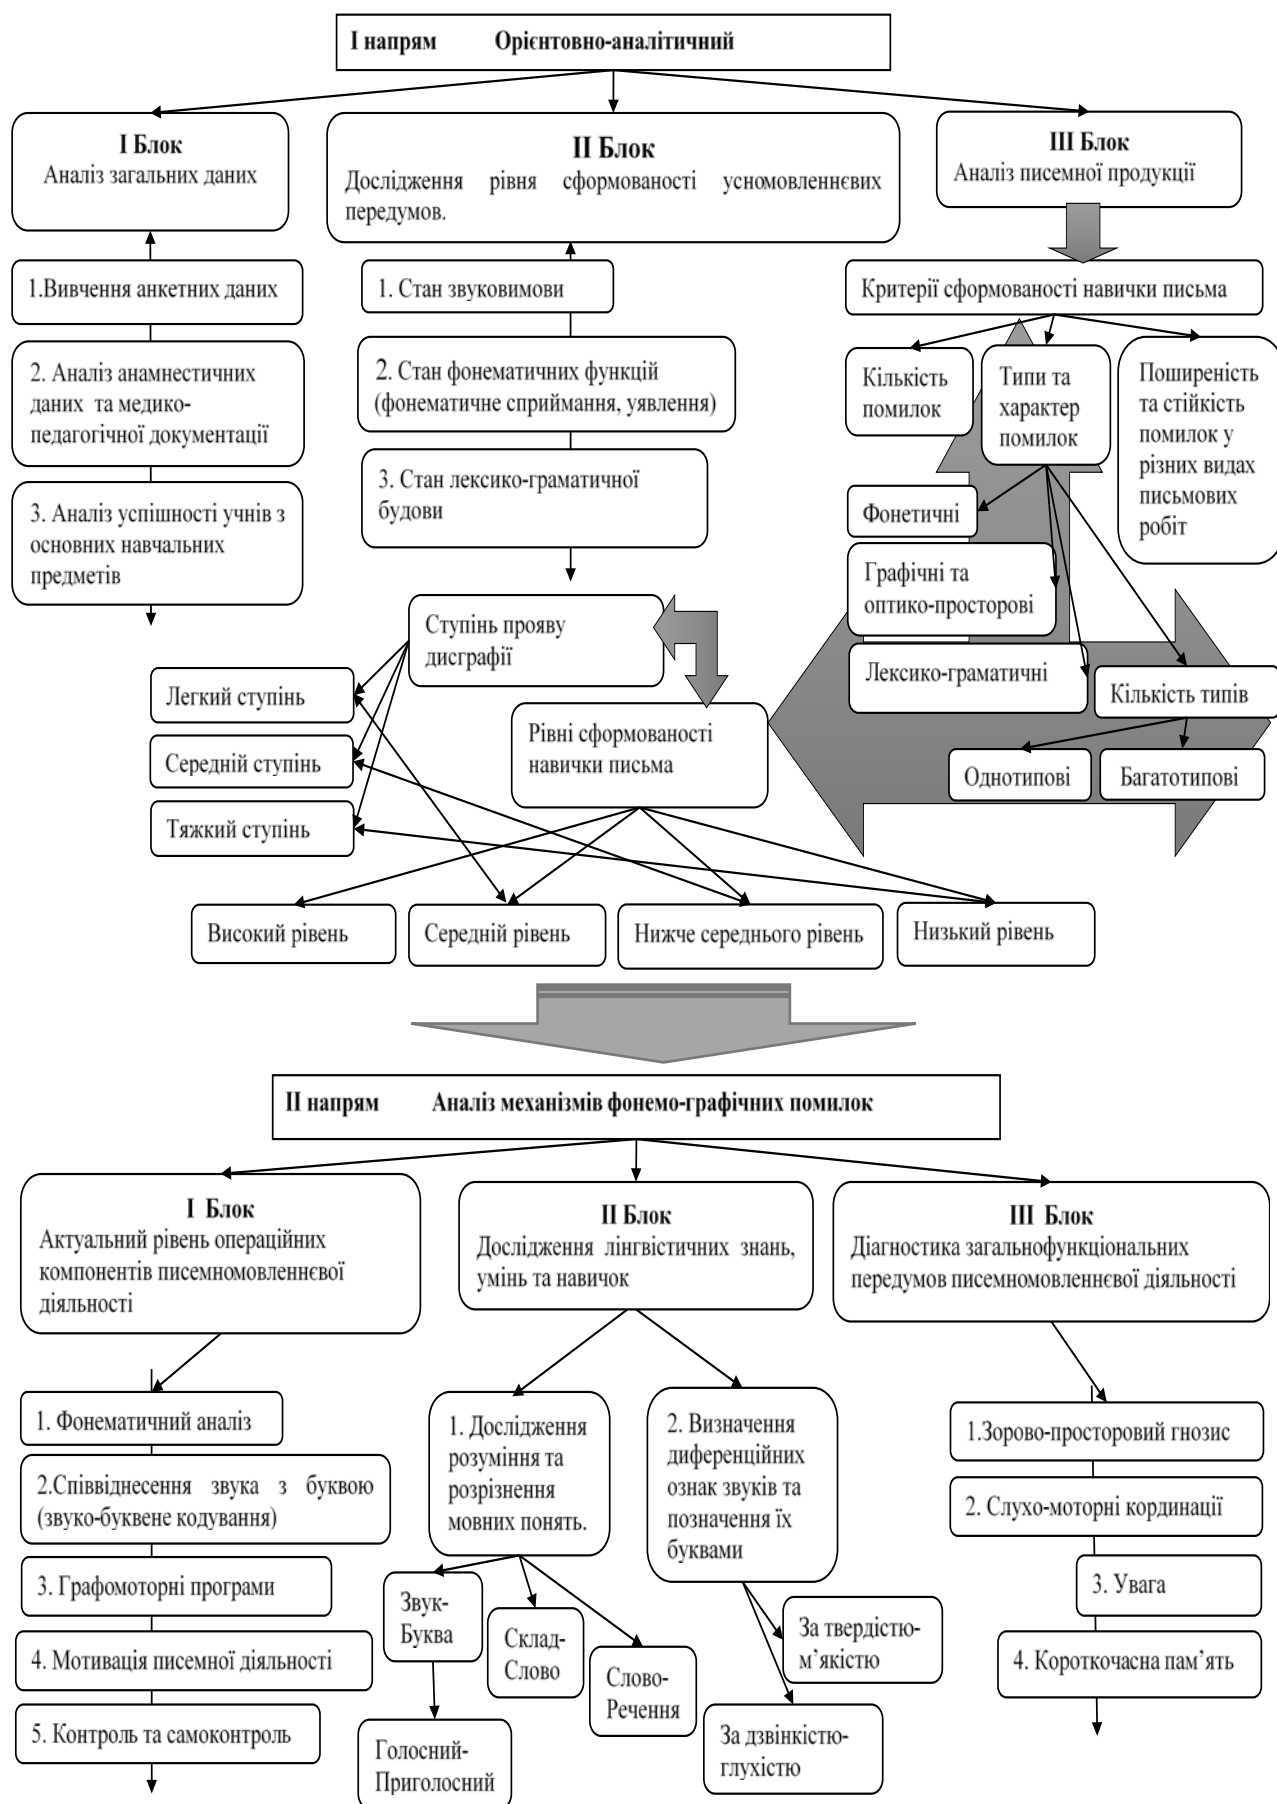 I напрям Орієнтовно-аналітичний
I Блок
Аналіз загальних даних
II Блок
Дослідження рівня сформованості усномовленнєвих
передумов.
III Блок
Аналіз писемної продукції
1.Вивчення анкетних даних
2. Аналіз анамнестичних
даних та медико-
педагогічної документації
3. Аналіз успішності учнів з
основних навчальних
предметів
1. Стан звуковимови
2. Стан фонематичних функцій
(фонематичне сприймання, уявлення)
3. Стан лексико-граматичної
будови
Критерії сформованості навички письма
Кількість
помилок
Типи та
характер
помилок
Поширеність
та стійкість
помилок у
різних видах
письмових
робіт
Фонетичні
Графічні та
оптико-просторові
Лексико-граматичні
Кількість типів
Однотипові
Багатотипові
Ступінь прояву
дисграфії
Легкий ступінь
Середній ступінь
Тяжкий ступінь
Рівні сформованості
навички письма
Високий рівень
Середній рівень
Нижче середнього рівень
Низький рівень
II напрям Аналіз механізмів фонемо-графічних помилок
I Блок
Актуальний рівень операційних
компонентів писемномовленнєвої
діяльності
II Блок
Дослідження лінгвістичних знань,
умінь та навичок
III Блок
Діагностика загальнофункціональних
передумов писемномовленнєвої діяльності
1. Фонематичний аналіз
2.Співвіднесення звука з буквою
(звуко-буквене кодування)
3. Графомоторні програми
4. Мотивація писемної діяльності
5. Контроль та самоконтроль
1. Дослідження
розуміння та
розрізнення
мовних понять.
Звук-
Буква
Склад-
Слово
Слово-
Речення
Голосний-
Приголосний
2. Визначення
диференційних
ознак звуків та
позначення їх
буквами
За твердістю-
м’якістю
За дзвінкістю-
глухістю
1.Зорово-просторовий гнозис
2. Слухо-моторні кординації
3. Увага
4. Короткочасна пам’ять